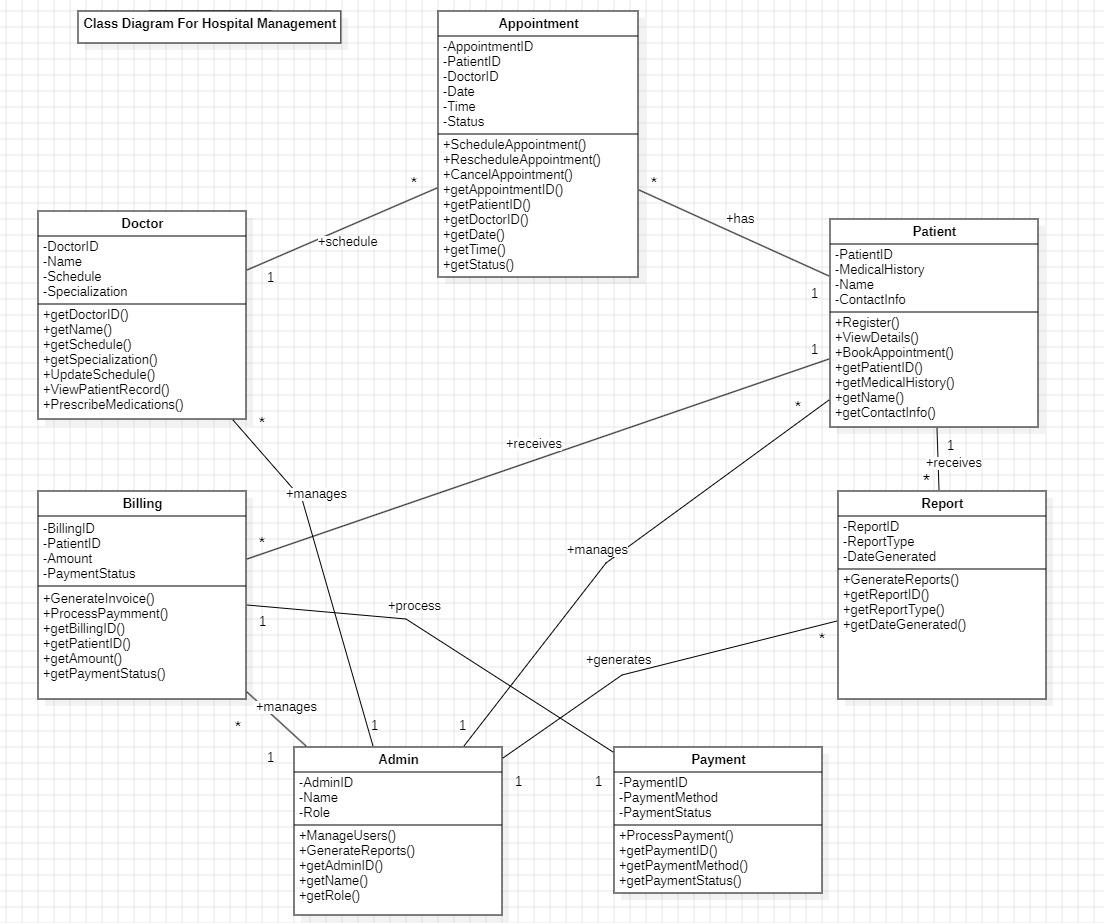 Class Diagram For Hospital Management
Appointment
-AppointmentID
-PatientID
-DoctorID
-Date
-Time
-Status
+ScheduleAppointment()
+RescheduleAppointment()
+CancelAppointment()
+getAppointmentID()
+getPatientID()
+getDoctorID()
+getDate()
+getTime()
+getStatus()
*
+schedule
1
*
+has
1
Doctor
-DoctorID
-Name
-Schedule
-Specialization
+getDoctorID()
+getName()
+getSchedule()
+getSpecialization()
+UpdateSchedule()
+ViewPatientRecord()
+PrescribeMedications()
Patient
-PatientID
-MedicalHistory
-Name
-ContactInfo
+Register()
+ViewDetails()
+BookAppointment()
+getPatientID()
+getMedicalHistory()
+getName()
+getContactInfo()
1
+receives
*
*
+manages
1
*
+manages
1
1
+receives
*
Billing
-BillingID
-PatientID
-Amount
-PaymentStatus
+GenerateInvoice()
+ProcessPaymment()
+getBillingID()
+getPatientID()
+getAmount()
+getPaymentStatus()
Report
-ReportID
-ReportType
-DateGenerated
+GenerateReports()
+getReportID()
+getReportType()
+getDateGenerated()
1
+process
1
*
+generates
1
+manages
*
1
Admin
-AdminID
-Name
-Role
+ManageUsers()
+GenerateReports()
+getAdminID()
+getName()
+getRole()
Payment
-PaymentID
-PaymentMethod
-PaymentStatus
+ProcessPayment()
+getPaymentID()
+getPaymentMethod()
+getPaymentStatus()